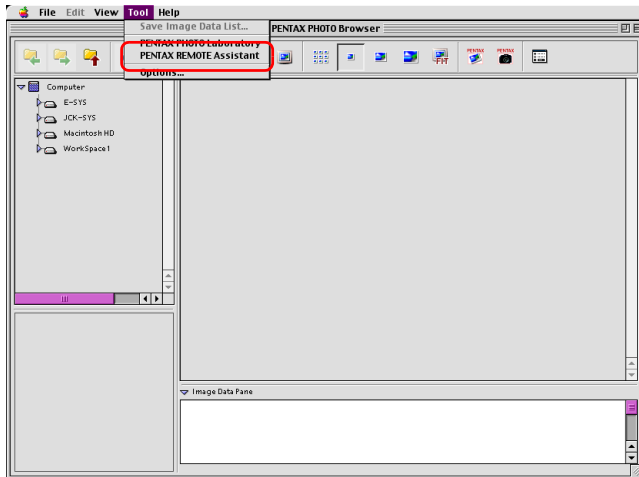 File Edit View Tool Help
Save Image Data List...
PENTAX PHOTO Browser
PENTAX PHOTO Laboratory
PENTAX REMOTE Assistant
Options...
FIT
PENTAX
PENTAX
Computer
E-SYS
JCK-SYS
Macintosh HD
WorkSpace1
Image Data Pane